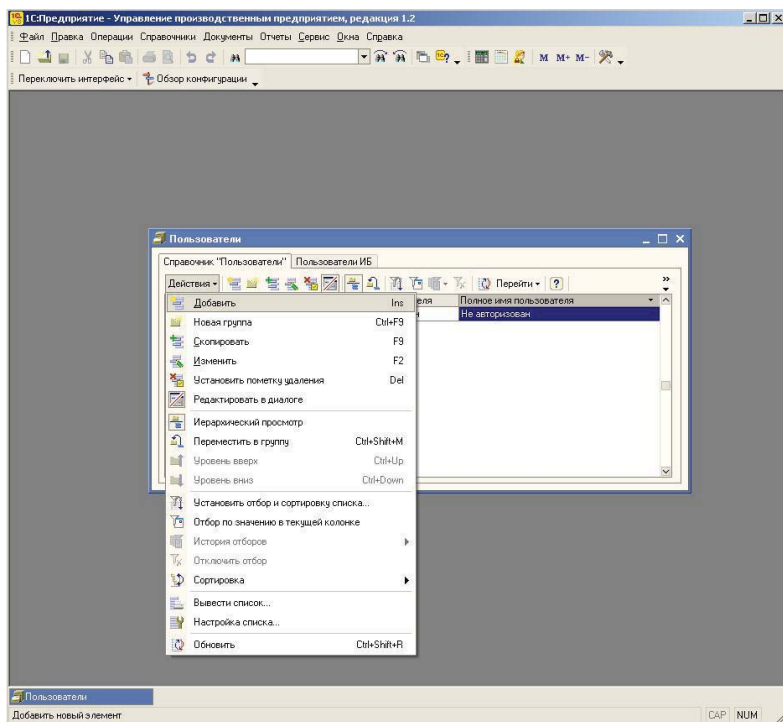 1С:Предприятие - Управление производственным предприятием, редакция 1.2
Файл Правка Операции Справочники Документы Отчеты Сервис Окна Справка
M M+ M-
Переключить интерфейс Обзор конфигурации
Пользователи
Справочник "Пользователи" Пользователи ИБ
Действия Перейти ?
еля Полное имя пользователя
н Не авторизован
Добавить Ins
Новая группа Ctrl+F9
Скопировать F9
Изменить F2
Установить пометку удаления Del
Редактировать в диалоге
Иерархический просмотр
Переместить в группу Ctrl+Shift+M
Уровень вверх Ctrl+Up
Уровень вниз Ctrl+Down
Установить отбор и сортировку списка...
Отбор по значению в текущей колонке
История отборов
Отключить отбор
Сортировка
Вывести список...
Настройка списка...
Обновить Ctrl+Shift+R
Пользователи
Добавить новый элемент CAP NUM